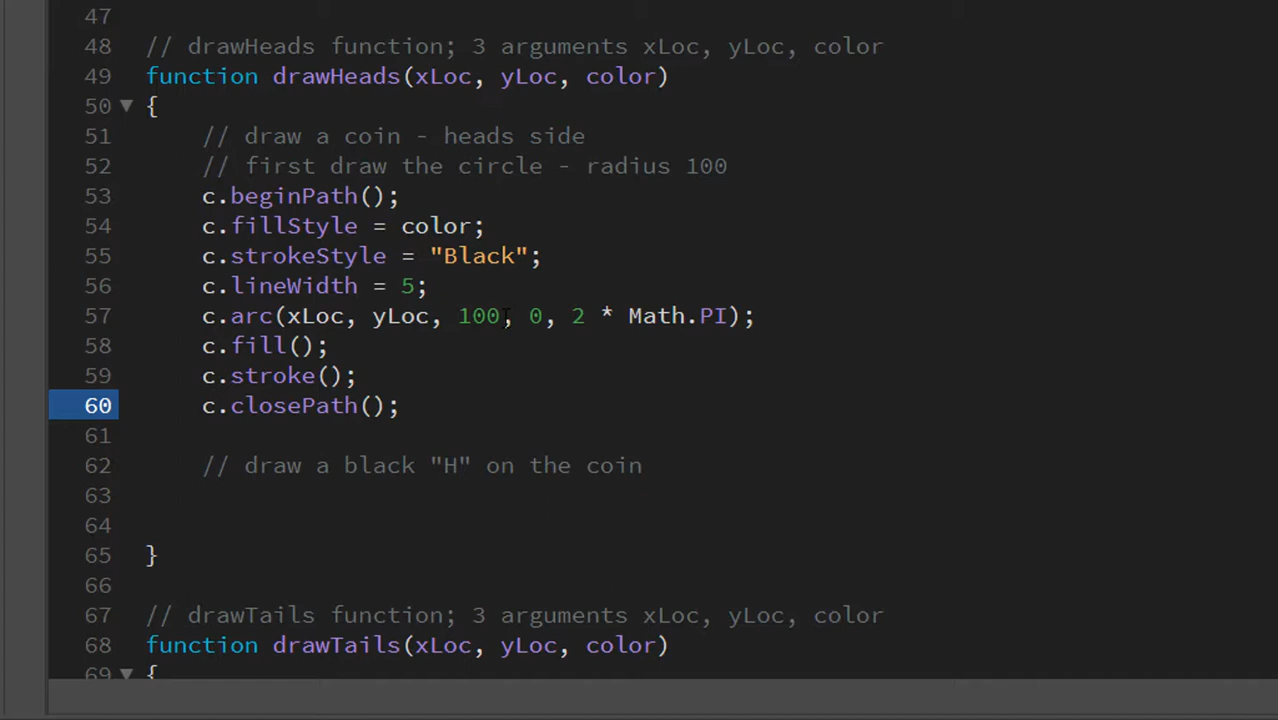 47
48 // drawHeads function; 3 arguments xLoc, yLoc, color
49 function drawHeads(xLoc, yLoc, color)
50 {
51 // draw a coin - heads side
52 // first draw the circle - radius 100
53 c.beginPath();
54 c.fillStyle = color;
55 c.strokeStyle = "Black";
56 c.lineWidth = 5;
57 c.arc(xLoc, yLoc, 100, 0, 2 * Math.PI);
58 c.fill();
59 c.stroke();
60 c.closePath();
61
62 // draw a black "H" on the coin
63
64
65 }
66
67 // drawTails function; 3 arguments xLoc, yLoc, color
68 function drawTails(xLoc, yLoc, color)
69 {